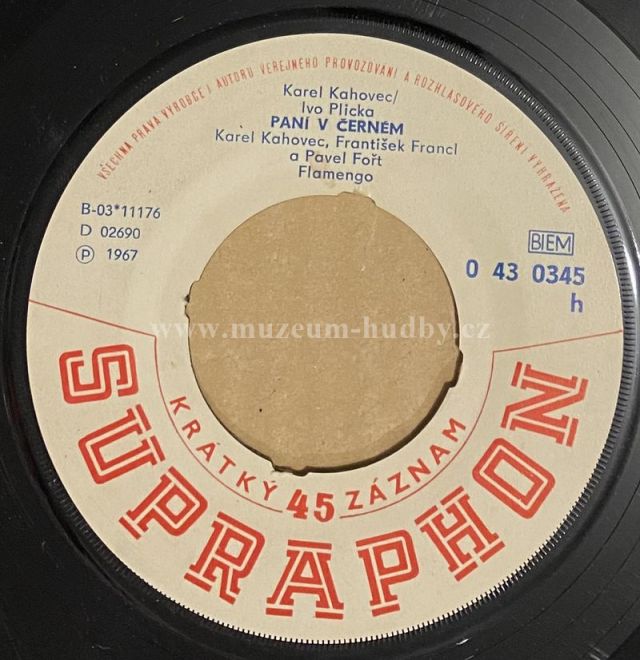 VŠECHNA PRÁVA VÝROBCE I AUTORŮ VEŘEJNÉHO PROVOZOVÁNÍ A ROZHLASOVÉHO ŠÍŘENÍ VYHRAŽENA
Karel Kahovec/
Ivo Plicka
PANÍ V ČERNÉM
Karel Kahovec, František Francl
a Pavel Fořt
Flamengo
B-03*11176
D 02690
Ⓟ 1967
BIEM
0 43 0345
h
www.muzeum-hudby.cz
KRÁTKÝ 45 ZÁZNAM
SUPRAPHON